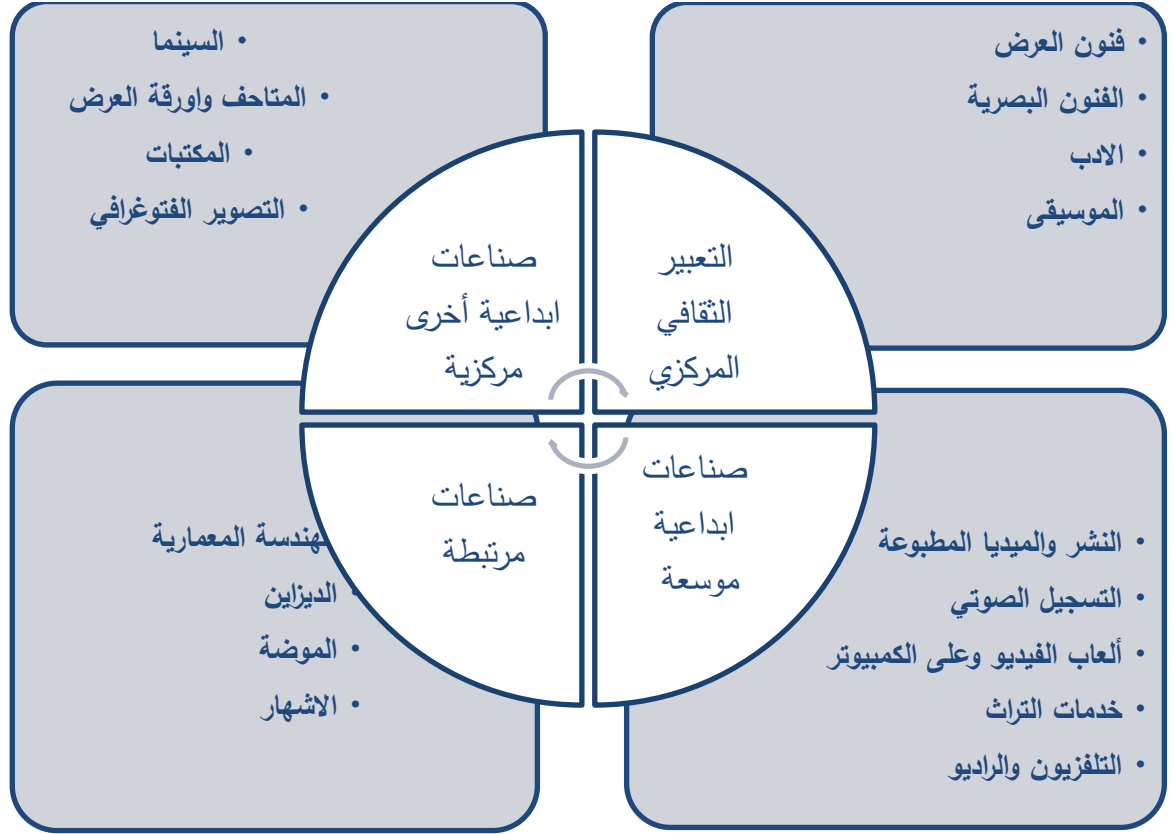 • فنون العرض
• الفنون البصرية
• الادب
• الموسيقى
التعبير
الثقافي
المركزي
• السينما
• المتاحف واورقة العرض
• المكتبات
• التصوير الفتوغرافي
صناعات
ابداعية أخرى
مركزية
• النشر والميديا المطبوعة
• التسجيل الصوتي
• ألعاب الفيديو وعلى الكمبيوتر
• خدمات التراث
• التلفزيون والراديو
صناعات
ابداعية
موسعة
المعمارية
• الديزاين
• الموضة
• الاشهار
صناعات
مرتبطة